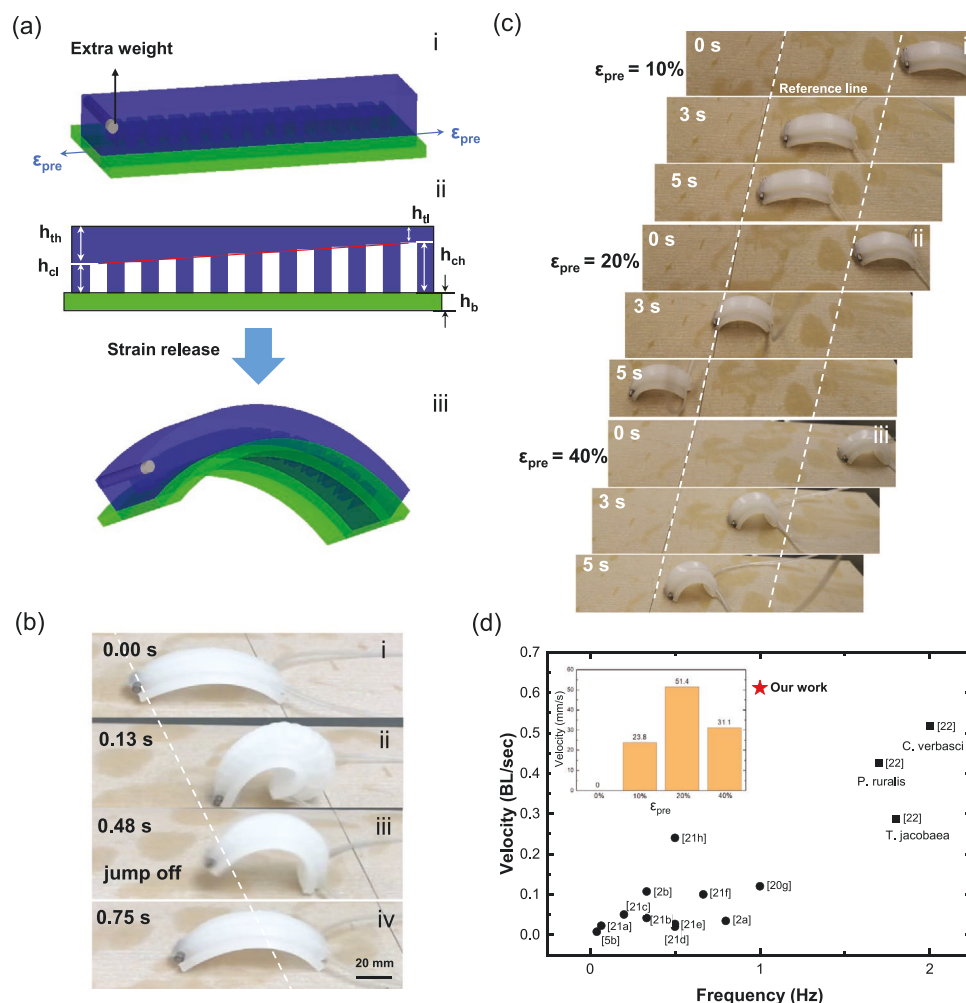 (a)
Extra weight
i
εpre
εpre
ii
hth
hcl
htl
hch
hb
Strain release
iii
(b)
0.00 s
i
0.13 s
ii
0.48 s
iii
jump off
0.75 s
iv
20 mm
(c)
0 s
i
εpre = 10%
Reference line
3 s
5 s
0 s
ii
εpre = 20%
3 s
5 s
0 s
iii
εpre = 40%
3 s
5 s
(d)
Velocity (BL/sec)
0.7
0.6
0.5
0.4
0.3
0.2
0.1
0.0
0
1
2
Frequency (Hz)
Velocity (mm/s)
60
50
40
30
20
10
0
0
23.8
51.4
31.1
0%
10%
20%
40%
εpre
Our work
[22]
C. verbasci
[22]
P. ruralis
[22]
T. jacobaea
[21h]
[2b]
[21f]
[20g]
[21c]
[21b]
[21e]
[2a]
[21a]
[21d]
[5b]